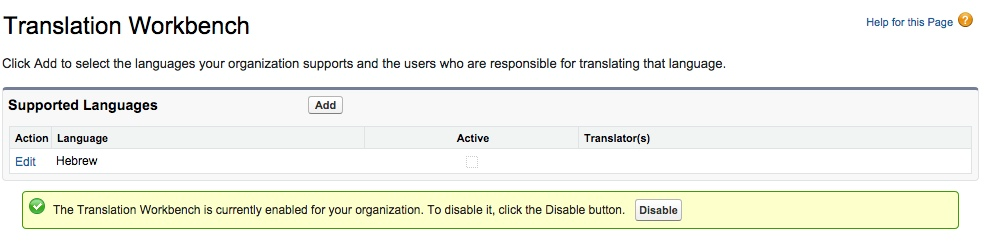 Translation Workbench
Help for this Page ?
Click Add to select the languages your organization supports and the users who are responsible for translating that language.
Supported Languages Add
Action Language Active Translator(s)
Edit Hebrew
The Translation Workbench is currently enabled for your organization. To disable it, click the Disable button. Disable